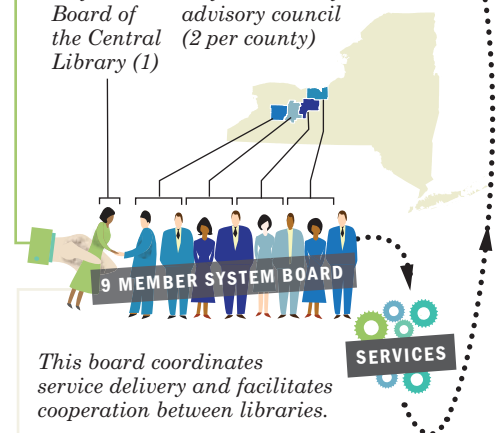 Board of
the Central
Library (1)
advisory council
(2 per county)
9 MEMBER SYSTEM BOARD
SERVICES
This board coordinates
service delivery and facilitates
cooperation between libraries.